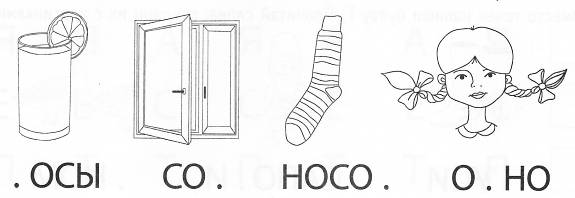 . ОСЫ СО . НОСО . О . НО